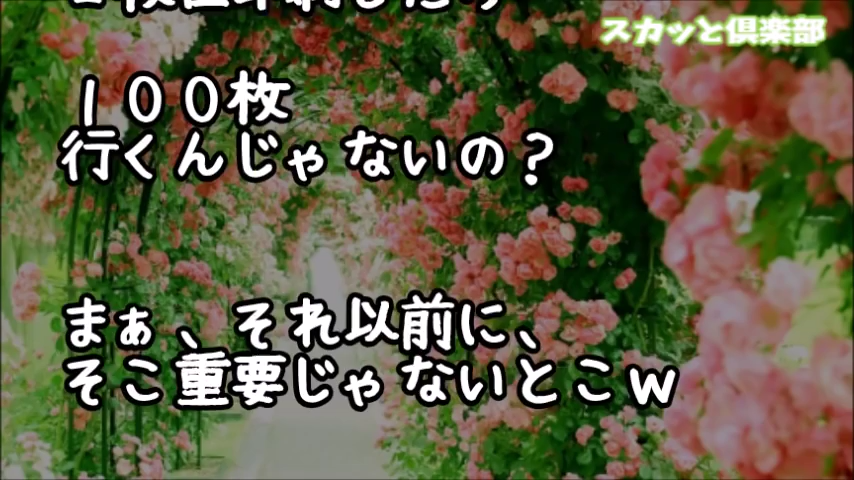 スカッと倶楽部
１００枚
行くんじゃないの？
まぁ、それ以前に、
そこ重要じゃないとこｗ